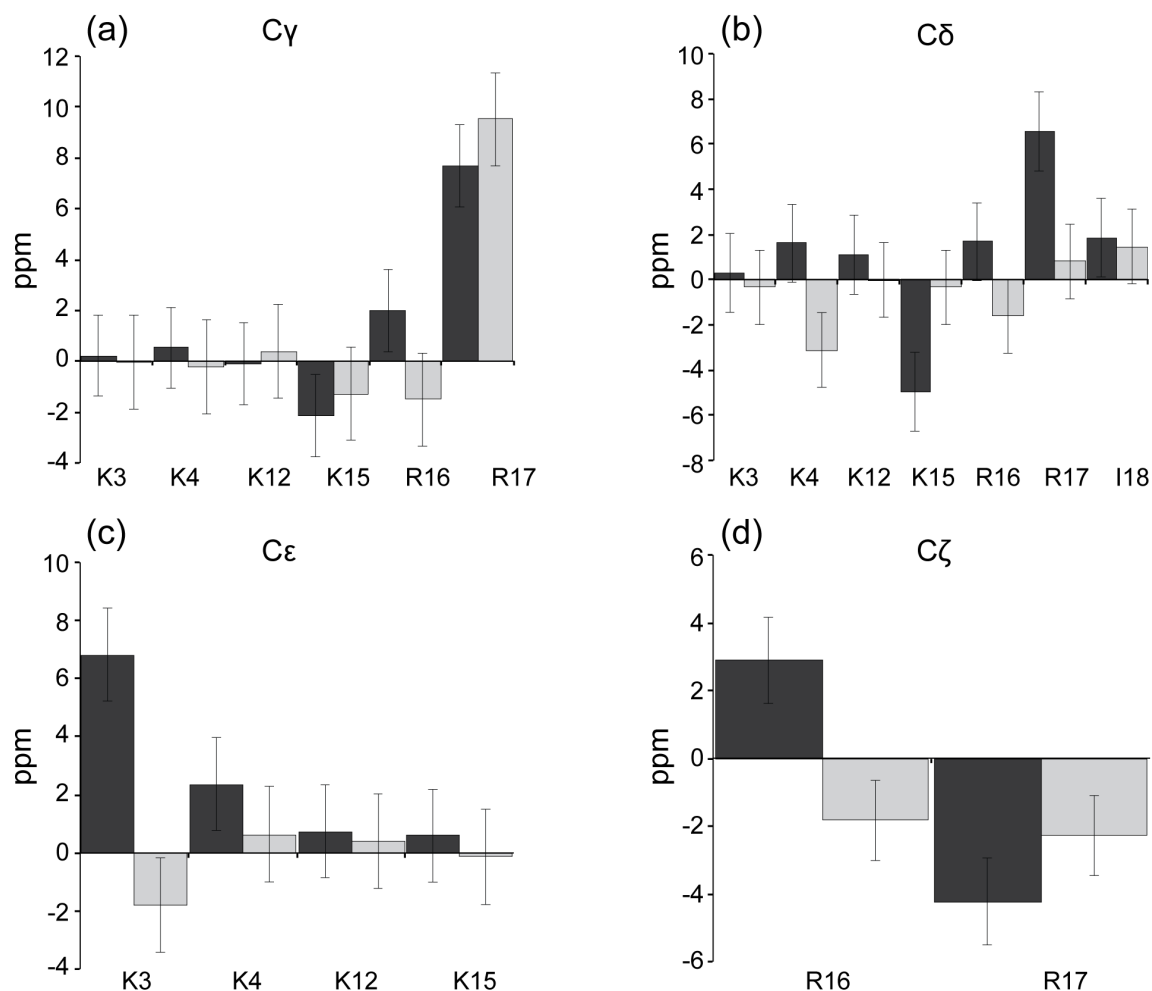 (a)
Cγ
12
10
8
6
4
2
0
-2
-4
ppm
K3 K4 K12 K15 R16 R17
(b)
Cδ
10
8
6
4
2
0
-2
-4
-6
-8
ppm
K3 K4 K12 K15 R16 R17 I18
(c)
Cε
10
8
6
4
2
0
-2
-4
ppm
K3 K4 K12 K15
(d)
Cζ
6
4
2
0
-2
-4
-6
ppm
R16 R17